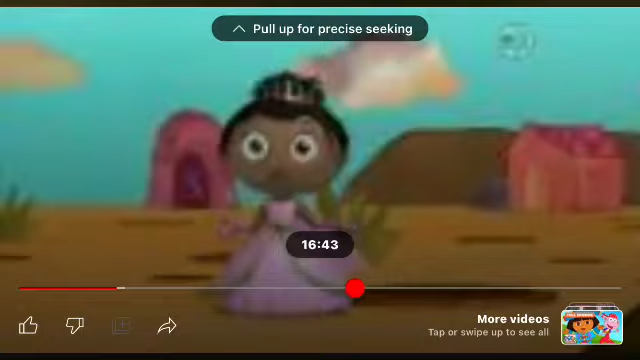 Pull up for precise seeking
16:43
More videos
Tap or swipe up to see all